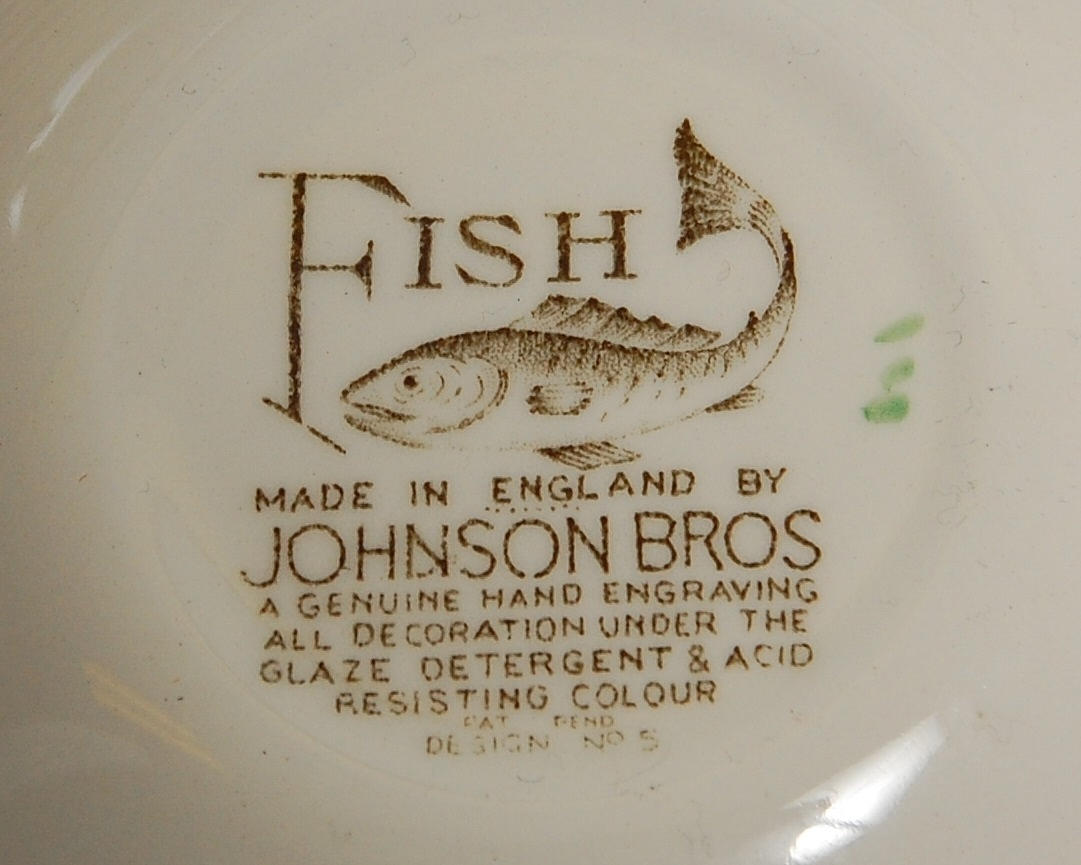 FISH
MADE IN ENGLAND BY
JOHNSON BROS
A GENUINE HAND ENGRAVING
ALL DECORATION UNDER THE
GLAZE DETERGENT & ACID
RESISTING COLOUR
PAT PEND
DESIGN NO 5